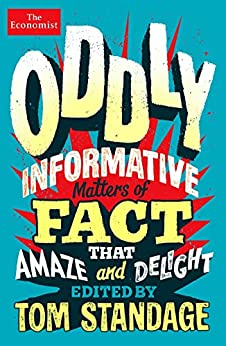 The
Economist
ODDLY
INFORMATIVE
Matters of
FACT
THAT
AMAZE and DELIGHT
EDITED BY
TOM STANDAGE